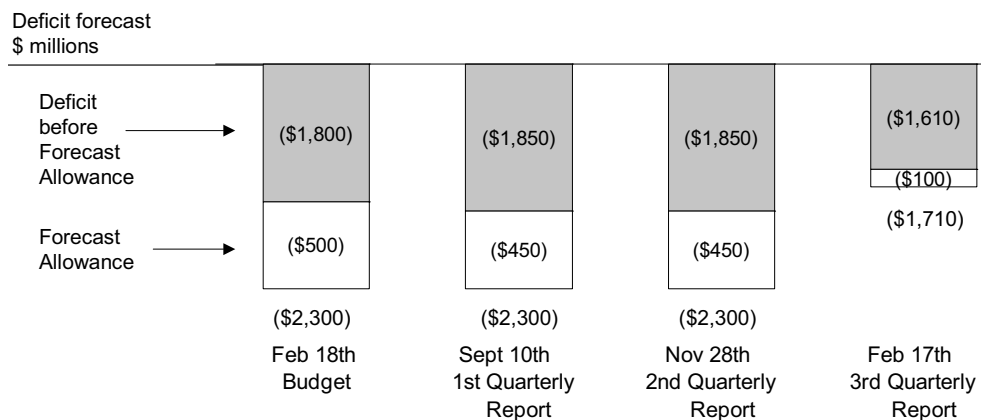 Deficit forecast
$ millions
Deficit
before
Forecast
Allowance
($1,800)
($1,850)
($1,850)
($1,610)
($100)
($1,710)
Forecast
Allowance
($500)
($450)
($450)
($2,300)
($2,300)
($2,300)
Feb 18th
Budget
Sept 10th
1st Quarterly
Report
Nov 28th
2nd Quarterly
Report
Feb 17th
3rd Quarterly
Report